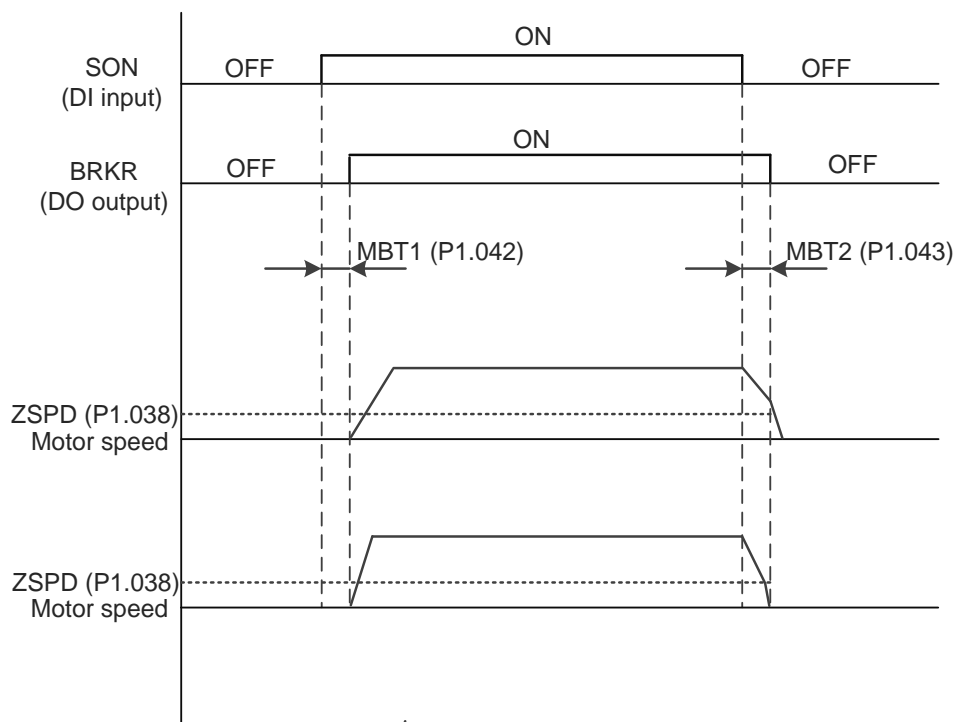 ON
SON
(DI input)
OFF
OFF
ON
BRKR
(DO output)
OFF
OFF
MBT1 (P1.042)
MBT2 (P1.043)
ZSPD (P1.038)
Motor speed
ZSPD (P1.038)
Motor speed